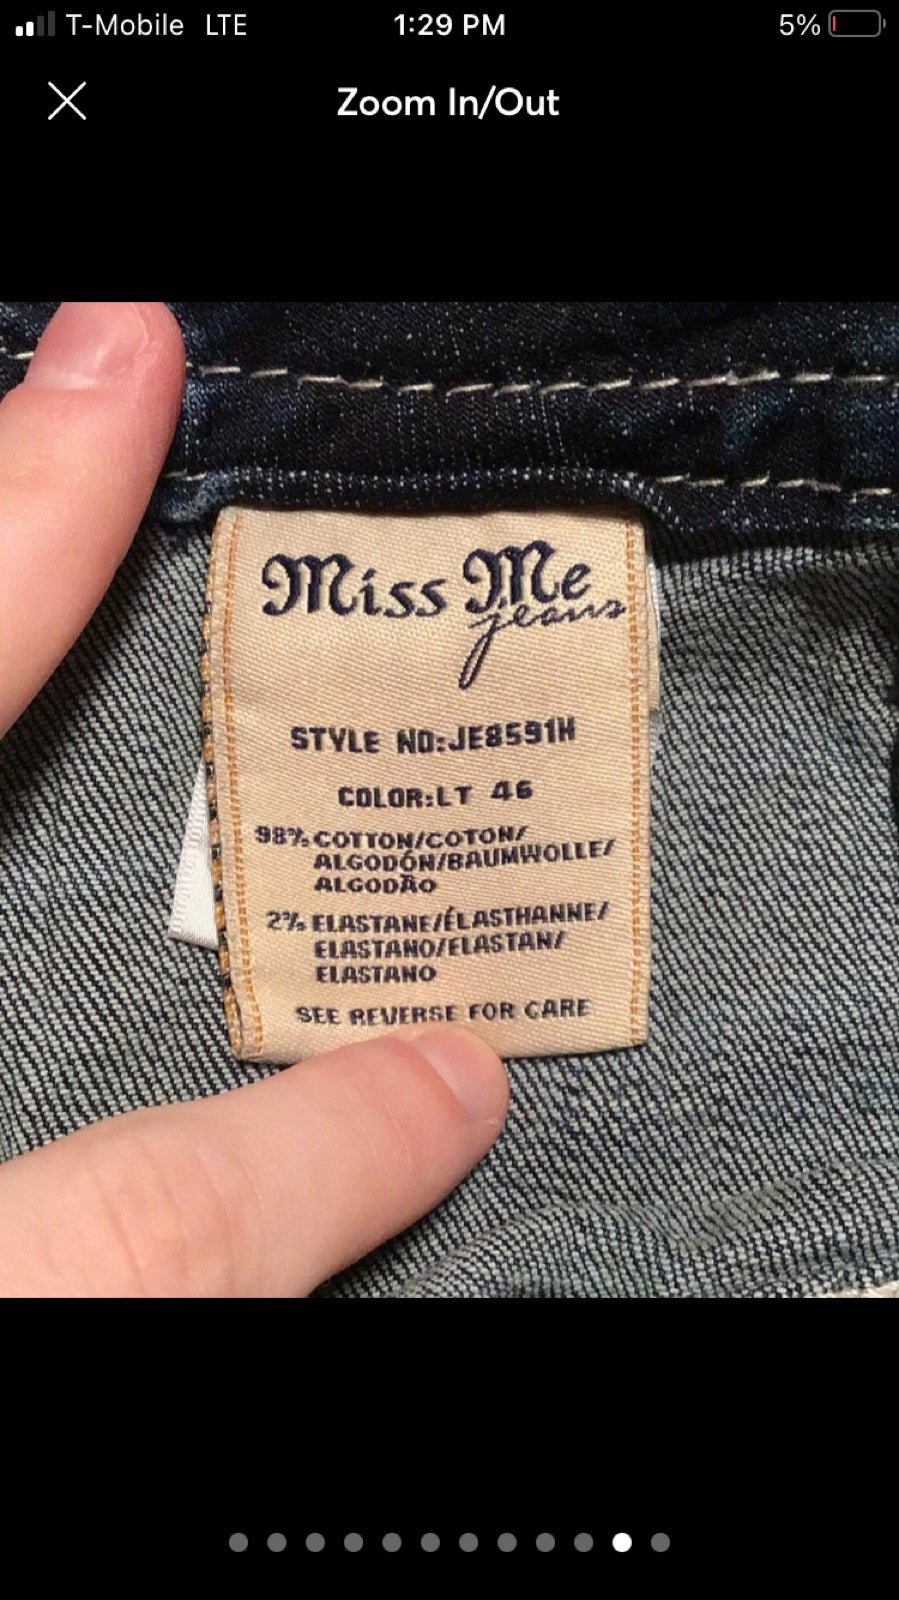 T-Mobile LTE 1:29 PM 5%
Zoom In/Out
Miss Me
jeans
STYLE NO:JE8591H
COLOR:LT 46
98% COTTON/COTON/
ALGODÓN/BAUMWOLLE/
ALGODÃO
2% ELASTANE/ÉLASTHANNE/
ELASTANO/ELASTAN/
ELASTANO
SEE REVERSE FOR CARE